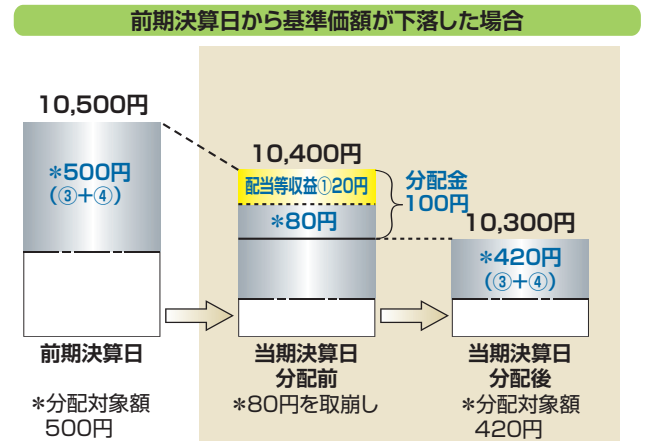 前期決算日から基準価額が下落した場合
10,500円
*500円
(③+④)
前期決算日
*分配対象額
500円
10,400円
配当等収益①20円
*80円
分配金
100円
当期決算日
分配前
*80円を取崩し
10,300円
*420円
(③+④)
当期決算日
分配後
*分配対象額
420円